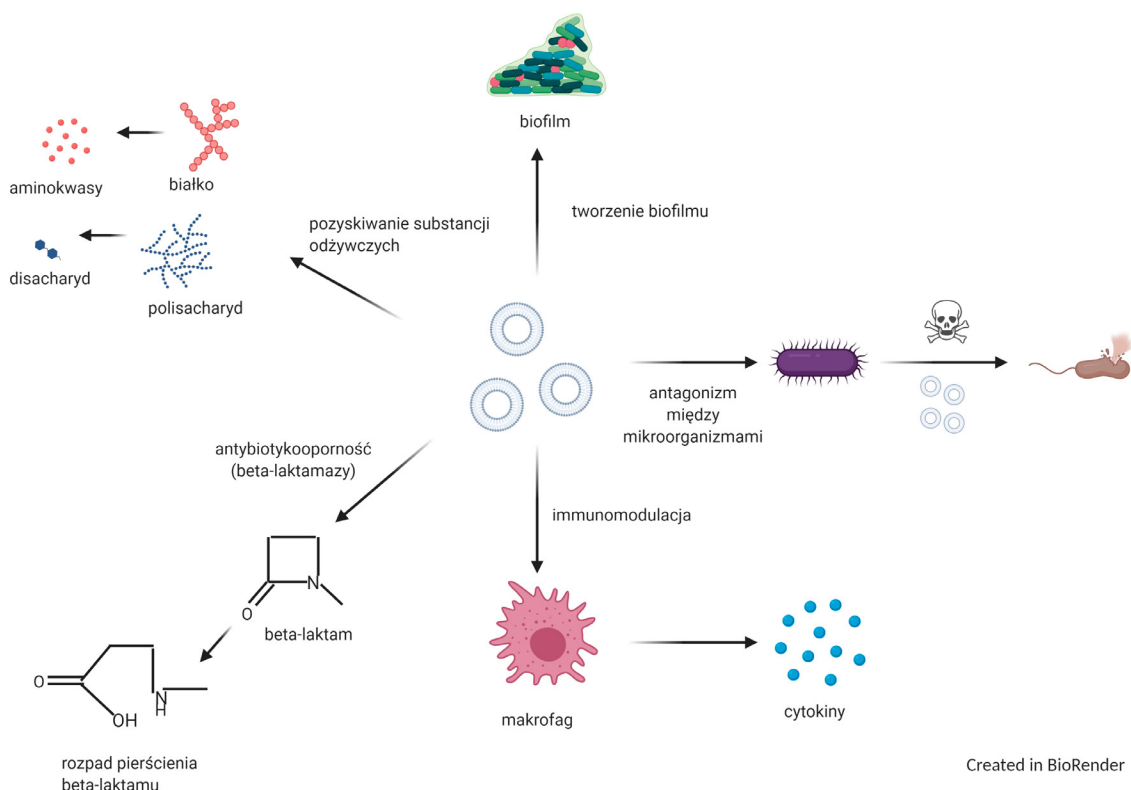 biofilm
tworzenie biofilmu
aminokwasy
białko
disacharyd
polisacharyd
pozyskiwanie substancji
odżywczych
antagonizm
między
mikroorganizmami
antybiotykooporność
(beta-laktamazy)
N
O
beta-laktam
O
OH
N
H
rozpad pierścienia
beta-laktamu
immunomodulacja
makrofag
cytokiny
Created in BioRender